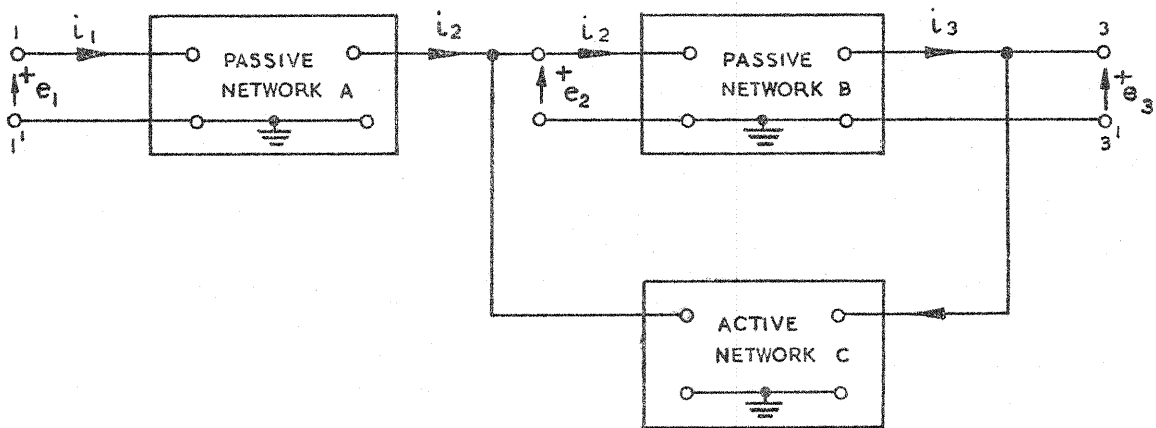 1 i1 i2 i2 i3 3
+ e1 PASSIVE NETWORK A + e2 PASSIVE NETWORK B + e3
1' 3'
ACTIVE
NETWORK C